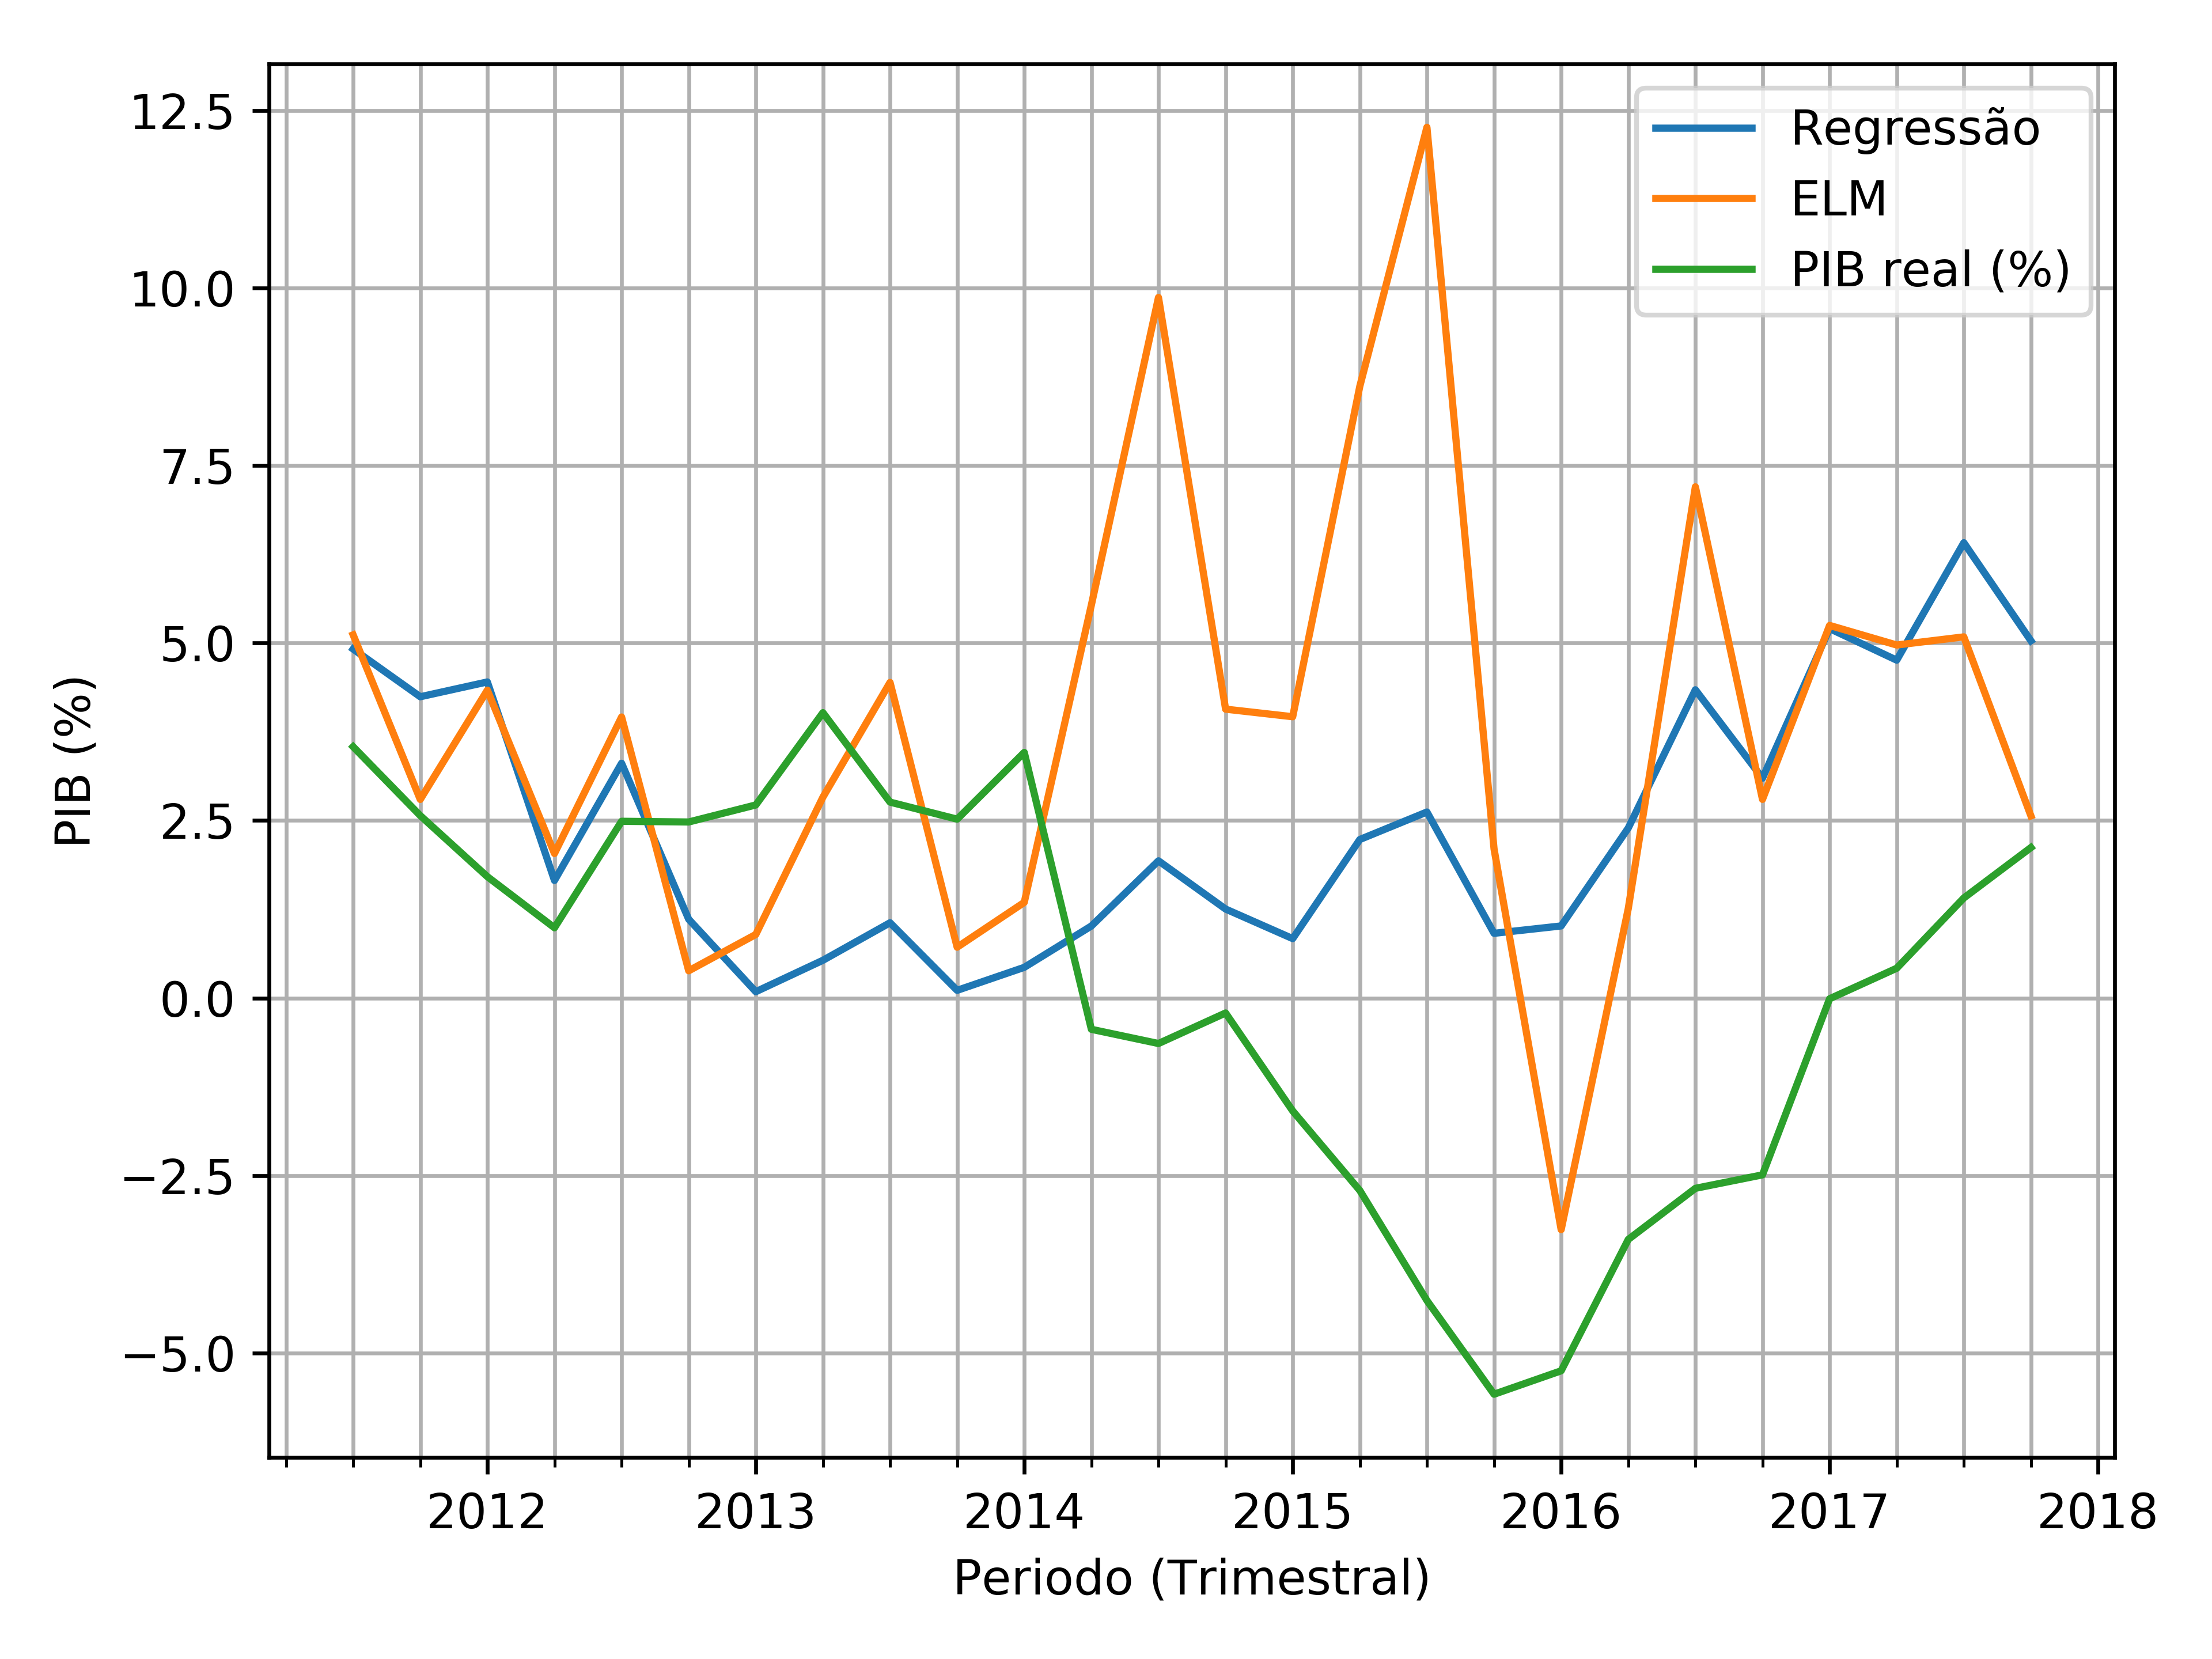 12.5
10.0
7.5
5.0
2.5
0.0
−2.5
−5.0
PIB (%)
Regressão
ELM
PIB real (%)
2012 2013 2014 2015 2016 2017 2018
Periodo (Trimestral)